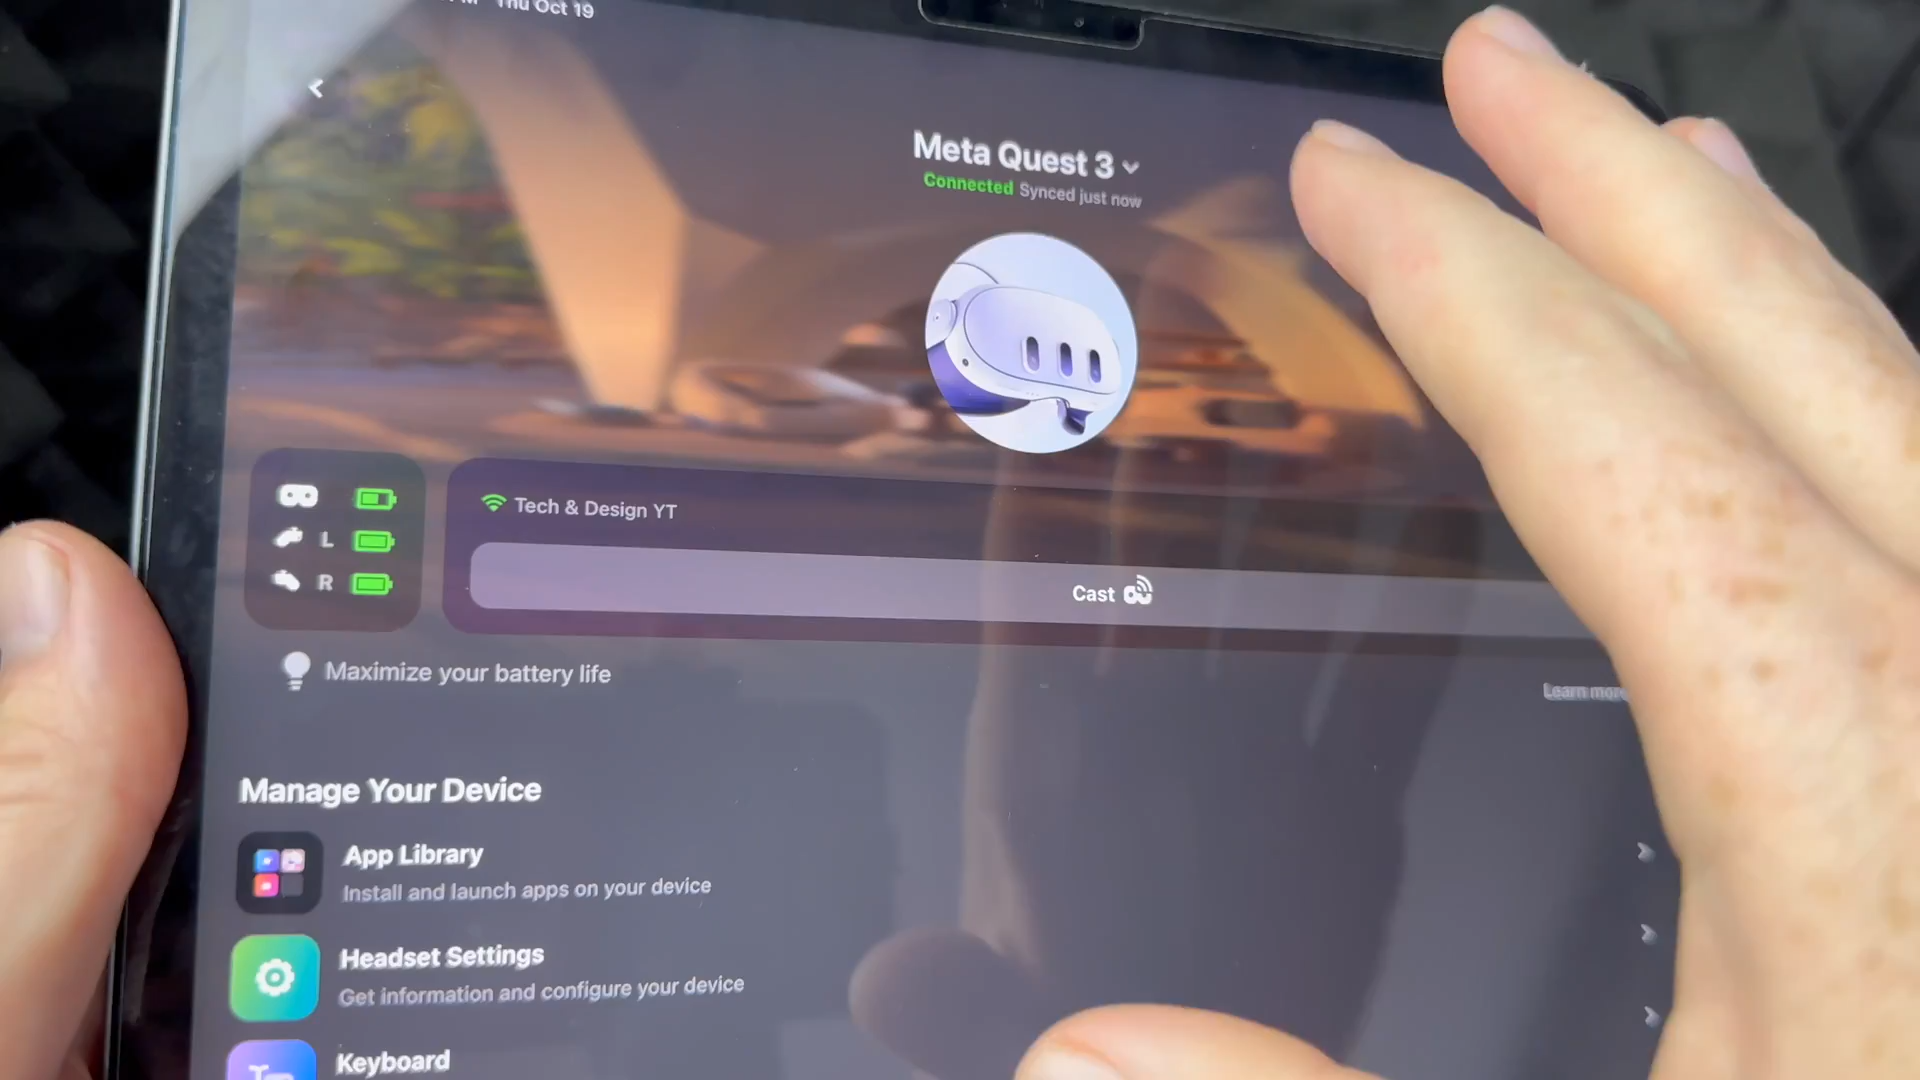 Thu Oct 19
Meta Quest 3
Connected Synced just now
Tech & Design YT
L
R
Cast
Maximize your battery life
Learn more
Manage Your Device
App Library
Install and launch apps on your device
Headset Settings
Get information and configure your device
Keyboard